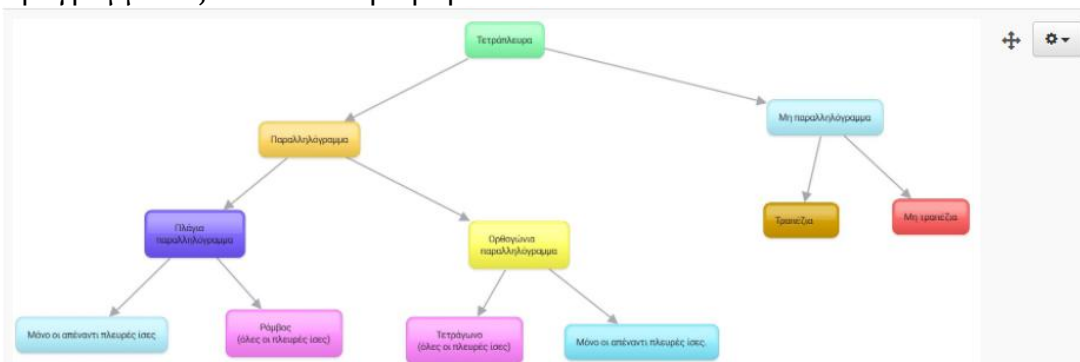 Τετράπλευρα
Μη παραλληλόγραμμα
Παραλληλόγραμμα
Τραπέζια
Μη τραπέζια
Πλάγια
παραλληλόγραμμα
Ορθογώνια
παραλληλόγραμμα
Μόνο οι απέναντι πλευρές ίσες
Ρόμβος
(όλες οι πλευρές ίσες)
Τετράγωνο
(όλες οι πλευρές ίσες)
Μόνο οι απέναντι πλευρές ίσες.